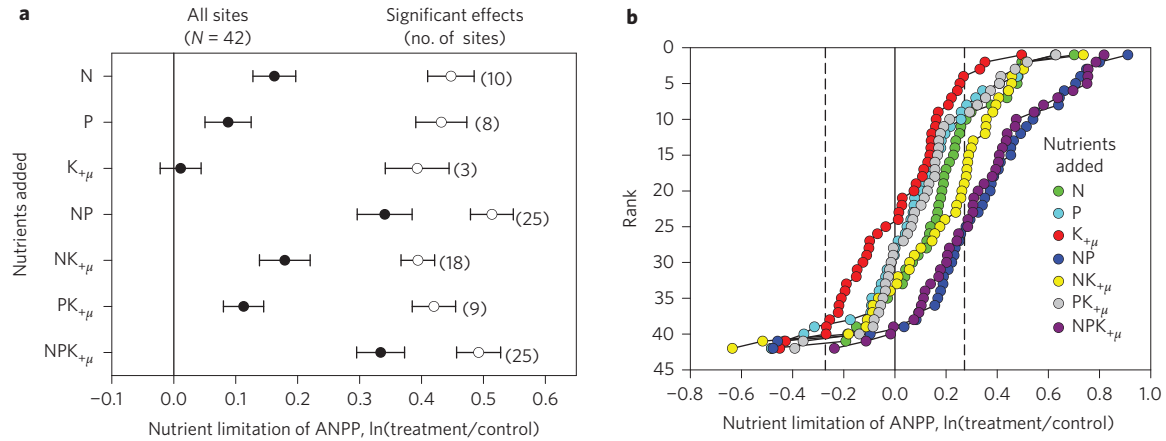 a
All sites
(N = 42)
Significant effects
(no. of sites)
Nutrients added
N
(10)
P
(8)
K+μ
(3)
NP
(25)
NK+μ
(18)
PK+μ
(9)
NPK+μ
(25)
−0.1 0.0 0.1 0.2 0.3 0.4 0.5 0.6
Nutrient limitation of ANPP, ln(treatment/control)
b
Rank
0
5
10
15
20
25
30
35
40
45
Nutrients
added
N
P
K+μ
NP
NK+μ
PK+μ
NPK+μ
−0.8 −0.6 −0.4 −0.2 0.0 0.2 0.4 0.6 0.8 1.0
Nutrient limitation of ANPP, ln(treatment/control)